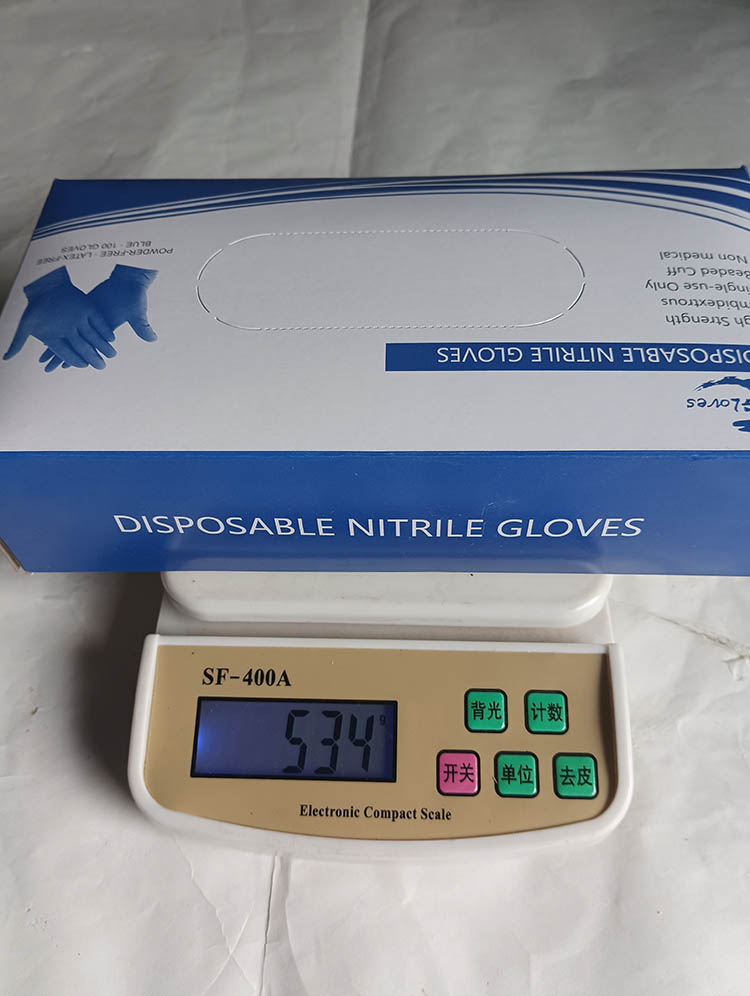 POWDER-FREE · LATEX-FREE
BLUE · 100 GLOVES
Non medical
Beaded Cuff
Single-use Only
mbidextrous
gh Strength
DISPOSABLE NITRILE GLOVES
Gloves
DISPOSABLE NITRILE GLOVES
SF-400A
534 g
背光
计数
开关
单位
去皮
Electronic Compact Scale